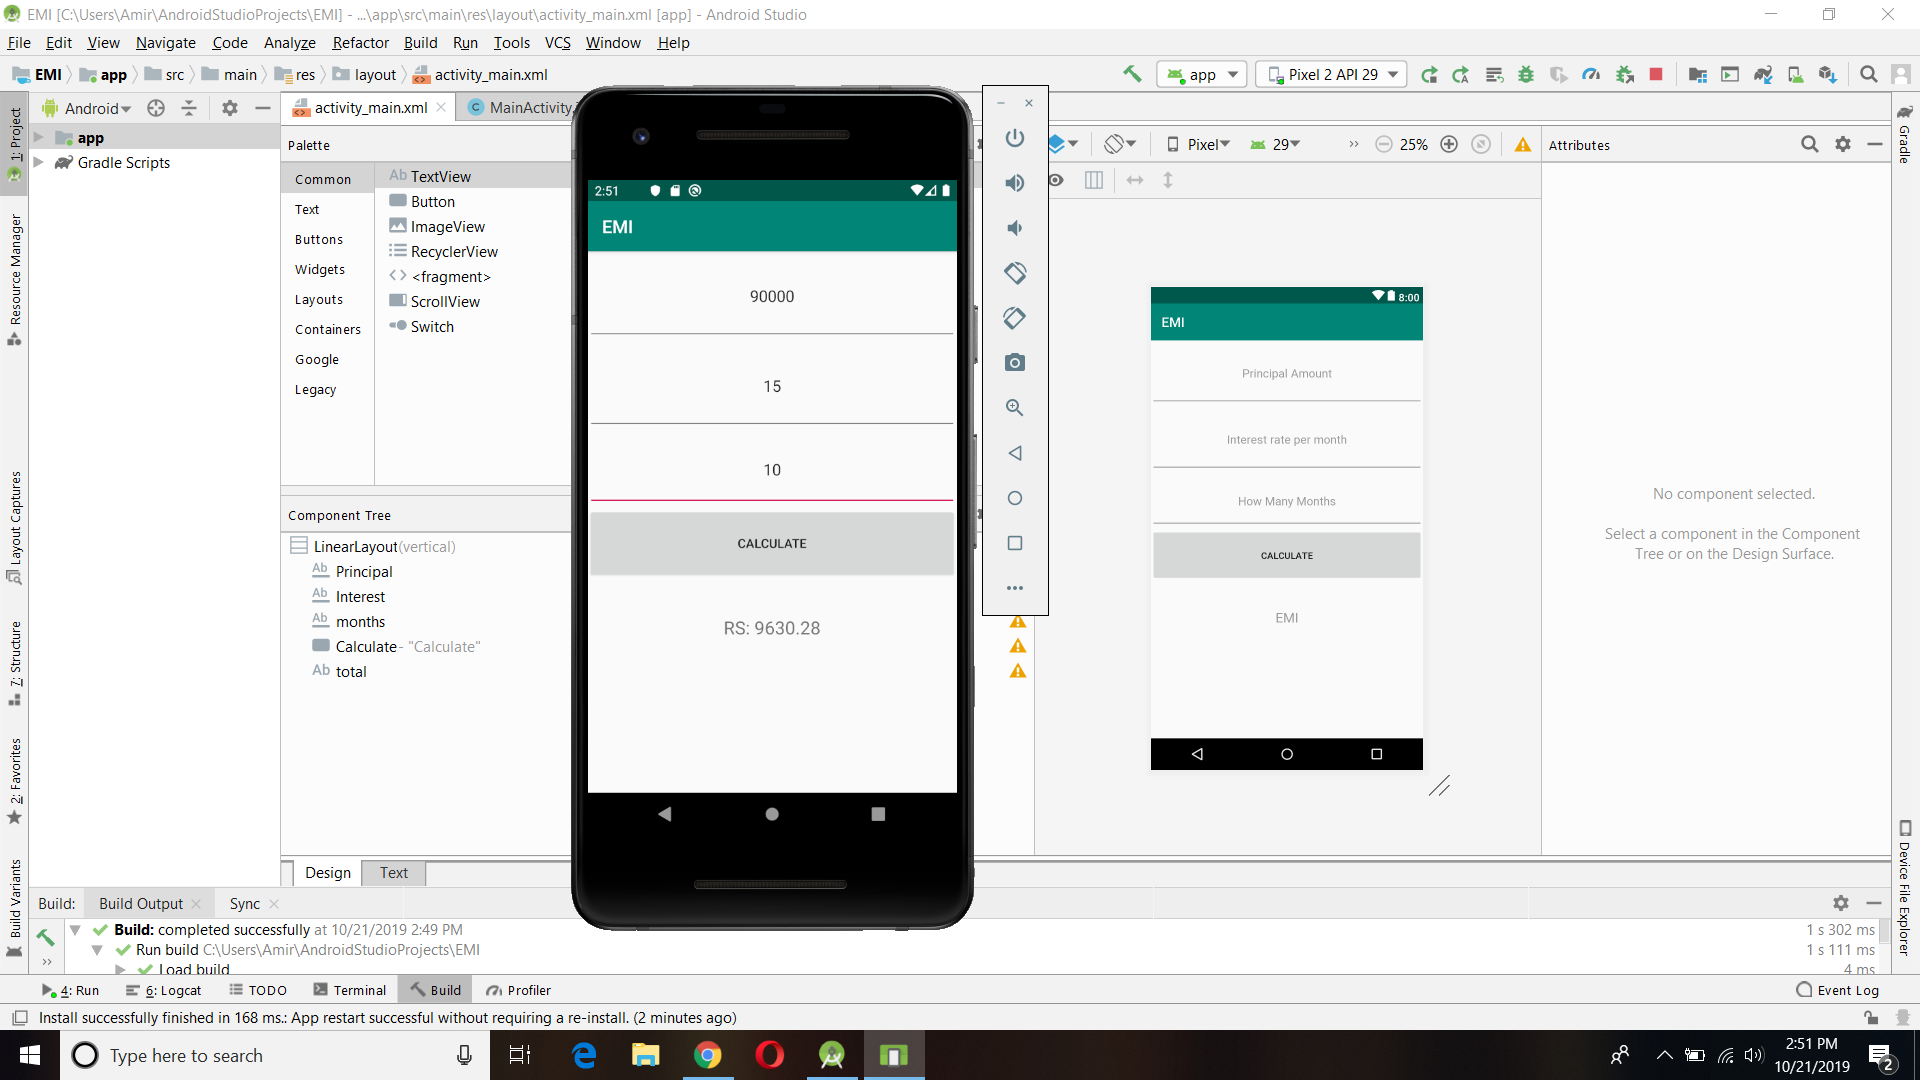 EMI [C:\Users\Amir\AndroidStudioProjects\EMI] - ...\app\src\main\res\layout\activity_main.xml [app] - Android Studio
File Edit View Navigate Code Analyze Refactor Build Run Tools VCS Window Help
EMI app src main res layout activity_main.xml app Pixel 2 API 29
1: Project
Resource Manager
Layout Captures
7: Structure
2: Favorites
Build Variants
Android
app
Gradle Scripts
activity_main.xml MainActivity.
Palette
Common
Text
Buttons
Widgets
Layouts
Containers
Google
Legacy
Ab TextView
Button
ImageView
RecyclerView
<> <fragment>
ScrollView
Switch
Component Tree
LinearLayout(vertical)
Ab Principal
Ab Interest
Ab months
Calculate- "Calculate"
Ab total
Design Text
2:51
EMI
90000
15
10
CALCULATE
RS: 9630.28
Pixel 29 >> 25%
8:00
EMI
Principal Amount
Interest rate per month
How Many Months
CALCULATE
EMI
Attributes
No component selected.
Select a component in the Component
Tree or on the Design Surface.
Gradle
Device File Explorer
Build: Build Output Sync
Build: completed successfully at 10/21/2019 2:49 PM 1 s 302 ms
Run build C:\Users\Amir\AndroidStudioProjects\EMI 1 s 111 ms
Load build 4 ms
4: Run 6: Logcat TODO Terminal Build Profiler Event Log
Install successfully finished in 168 ms.: App restart successful without requiring a re-install. (2 minutes ago)
Type here to search
2:51 PM
10/21/2019
2